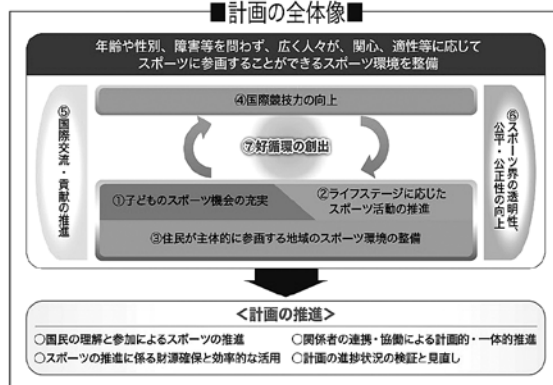 ■計画の全体像■
年齢や性別、障害等を問わず、広く人々が、関心、適性等に応じて
スポーツに参画することができるスポーツ環境を整備
④国際競技力の向上
⑤国際交流・
貢献の推進
⑦好循環の創出
⑥スポーツ界の透明性、
公平・公正性の向上
①子どものスポーツ機会の充実
②ライフステージに応じた
スポーツ活動の推進
③住民が主体的に参画する地域のスポーツ環境の整備
<計画の推進>
○国民の理解と参加によるスポーツの推進
○関係者の連携・協働による計画的・一体的推進
○スポーツの推進に係る財源確保と効率的な活用
○計画の進捗状況の検証と見直し